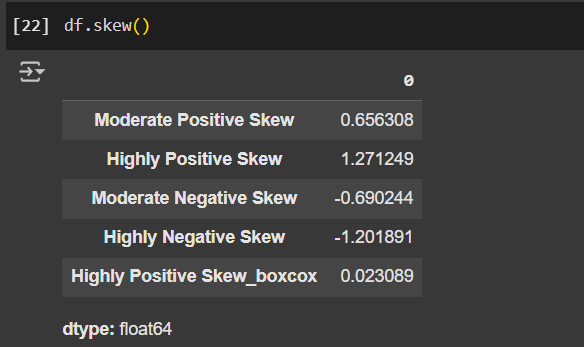 [22] df.skew()
0
Moderate Positive Skew 0.656308
Highly Positive Skew 1.271249
Moderate Negative Skew -0.690244
Highly Negative Skew -1.201891
Highly Positive Skew_boxcox 0.023089
dtype: float64